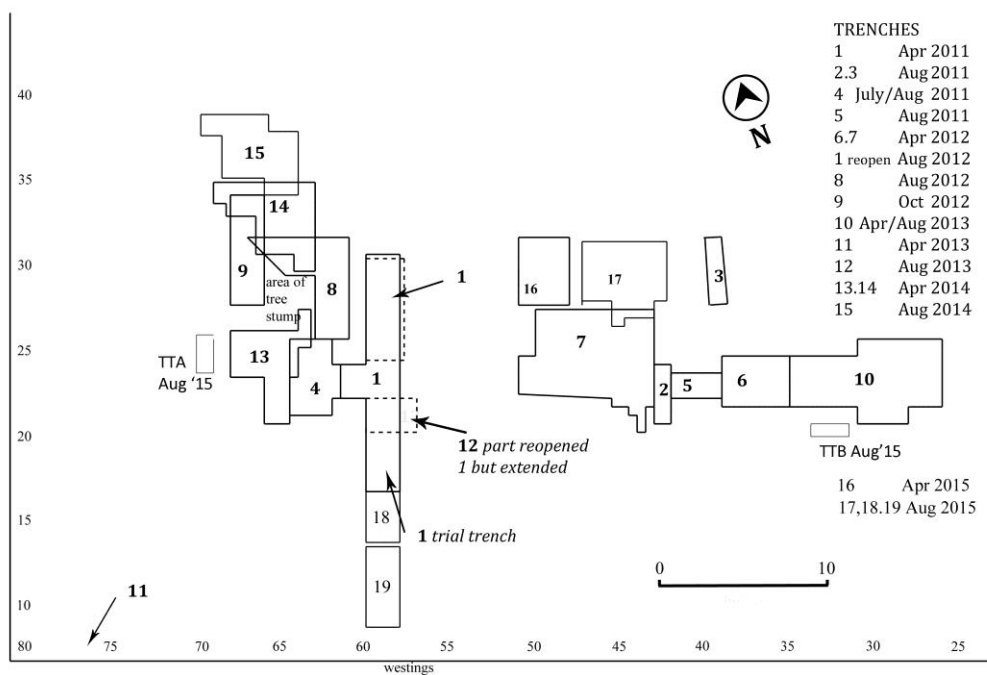 TRENCHES
1 Apr 2011
2.3 Aug 2011
4 July/Aug 2011
5 Aug 2011
6.7 Apr 2012
1 reopen Aug 2012
8 Aug 2012
9 Oct 2012
10 Apr/Aug 2013
11 Apr 2013
12 Aug 2013
13.14 Apr 2014
15 Aug 2014
N
40
15
35
14
30
9
area of
tree
stump
8
1
16
17
3
25
TTA
Aug '15
13
4
1
7
2
5
6
10
20
12 part reopened
1 but extended
TTB Aug'15
16 Apr 2015
17,18.19 Aug 2015
15
18
1 trial trench
0 10
19
10
11
80 75 70 65 60 55 50 45 40 35 30 25
westings